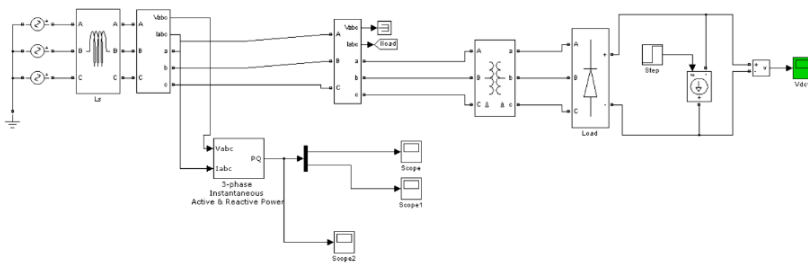 Vabc
Iabc
A
B
C
A
B
C
Ls
A
B
C
a
b
c
Vabc
Iabc
Iload
A
B
C
a
b
c
A
B
C
a
b
c
Δ Δ
A
B
C
+
-
Load
Step
+
-
v
Vdc
Vabc
Iabc
PQ
3-phase
Instantaneous
Active & Reactive Power
Scope
Scope1
Scope2